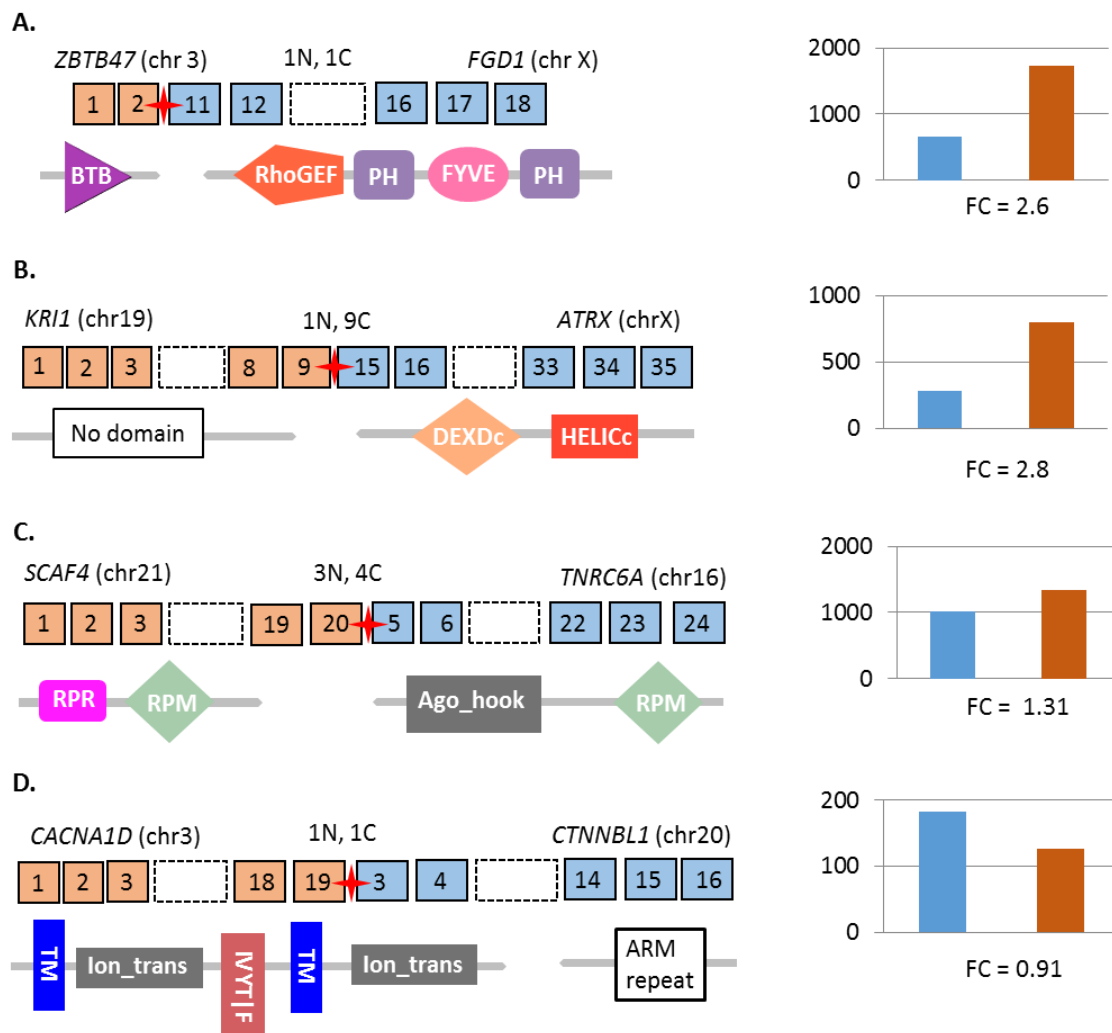 A.
ZBTB47 (chr 3) 1N, 1C FGD1 (chr X)
1 2 11 12 16 17 18
BTB RhoGEF PH FYVE PH
2000
1000
0
FC = 2.6
B.
KRI1 (chr19) 1N, 9C ATRX (chrX)
1 2 3 8 9 15 16 33 34 35
No domain DEXDc HELICc
1000
500
0
FC = 2.8
C.
SCAF4 (chr21) 3N, 4C TNRC6A (chr16)
1 2 3 19 20 5 6 22 23 24
RPR RPM Ago_hook RPM
2000
1000
0
FC = 1.31
D.
CACNA1D (chr3) 1N, 1C CTNNBL1 (chr20)
1 2 3 18 19 3 4 14 15 16
TM Ion_trans IVYT|F TM Ion_trans ARM
repeat
200
100
0
FC = 0.91